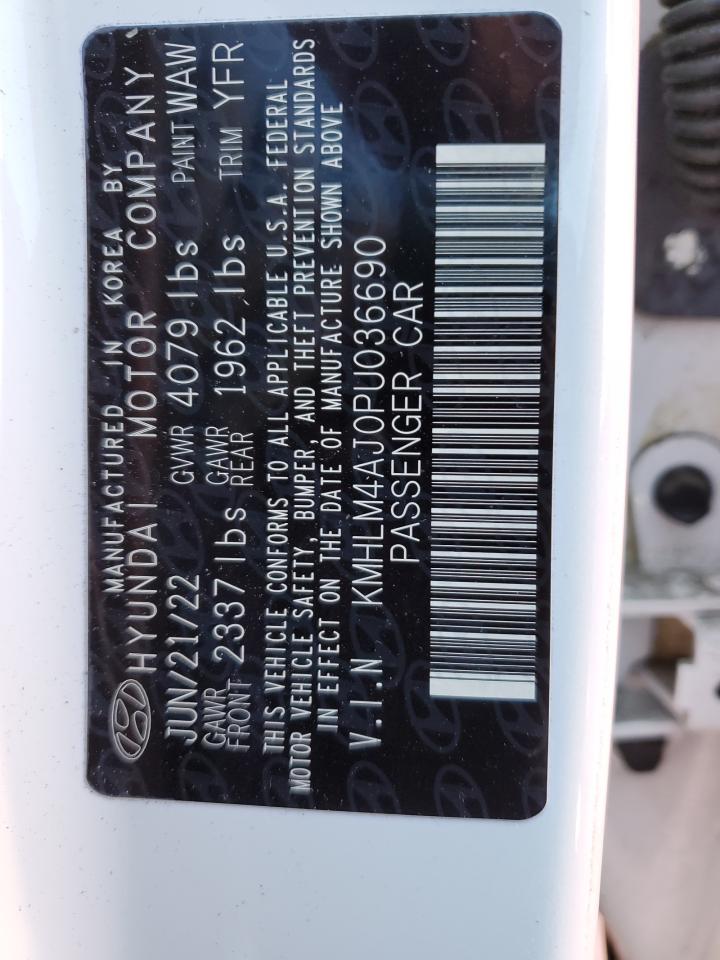 MANUFACTURED IN KOREA BY
HYUNDAI MOTOR COMPANY
JUN/21/22 GVWR 4079 lbs PAINT WAW
GAWR FRONT 2337 lbs GAWR REAR 1962 lbs TRIM YFR
THIS VEHICLE CONFORMS TO ALL APPLICABLE U.S.A. FEDERAL
MOTOR VEHICLE SAFETY, BUMPER, AND THEFT PREVENTION STANDARDS
IN EFFECT ON THE DATE OF MANUFACTURE SHOWN ABOVE
V.I.N KMHLM4AJ0PU036690
PASSENGER CAR